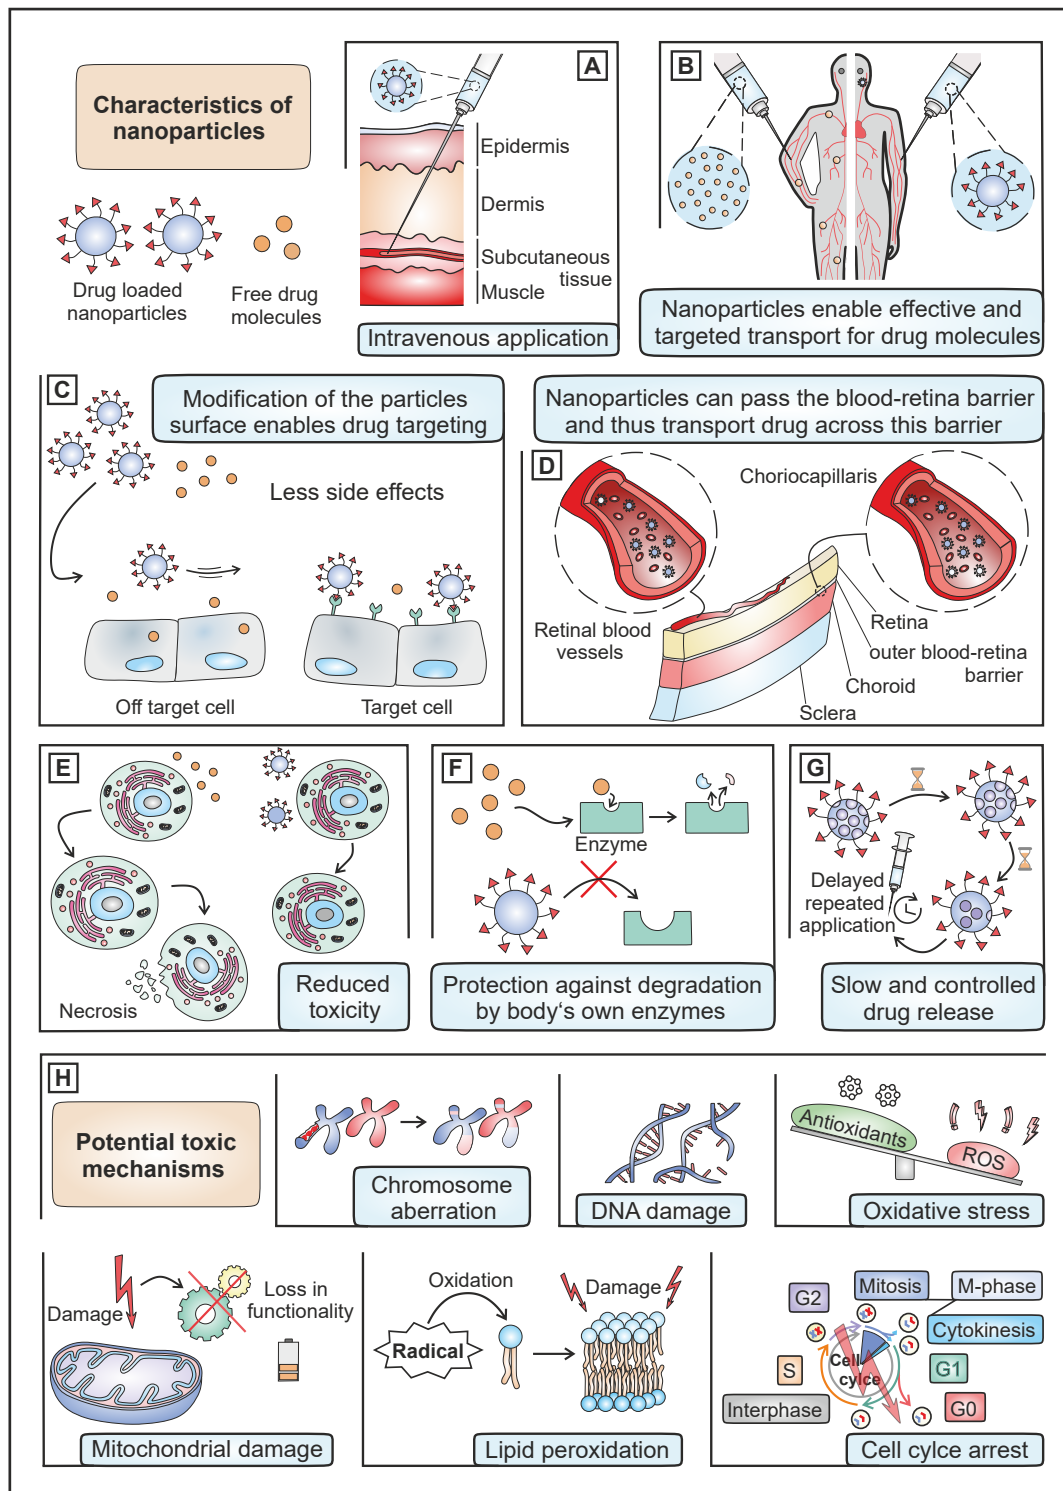 Characteristics of
nanoparticles
Drug loaded
nanoparticles
Free drug
molecules
A
Epidermis
Dermis
Subcutaneous
tissue
Muscle
Intravenous application
B
Nanoparticles enable effective and
targeted transport for drug molecules
C
Modification of the particles
surface enables drug targeting
Less side effects
Off target cell
Target cell
Nanoparticles can pass the blood-retina barrier
and thus transport drug across this barrier
D
Choriocapillaris
Retinal blood
vessels
Retina
outer blood-retina
barrier
Choroid
Sclera
E
Necrosis
Reduced
toxicity
F
Enzyme
Protection against degradation
by body's own enzymes
G
Delayed
repeated
application
Slow and controlled
drug release
H
Potential toxic
mechanisms
Chromosome
aberration
DNA damage
Antioxidants
ROS
Oxidative stress
Damage
Loss in
functionality
Mitochondrial damage
Oxidation
Radical
Damage
Lipid peroxidation
G2
Mitosis
M-phase
Cytokinesis
S
Cell
cylce
G1
Interphase
G0
Cell cylce arrest